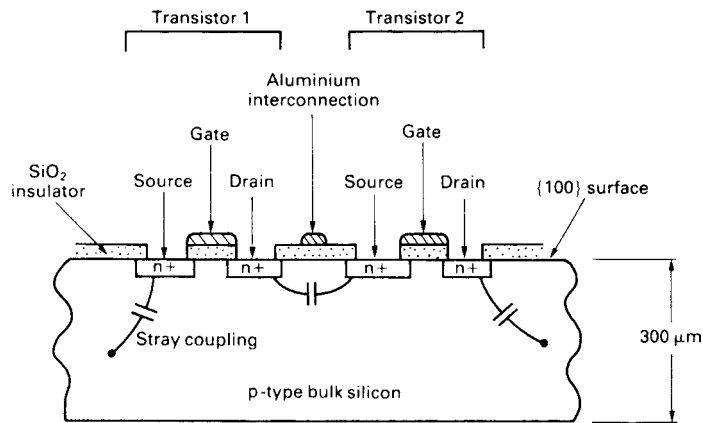 Transistor 1
Transistor 2
Aluminium
interconnection
Gate
Gate
SiO₂
insulator
Source
Drain
Source
Drain
{100} surface
n+
n+
n+
n+
Stray coupling
300 μm
p-type bulk silicon